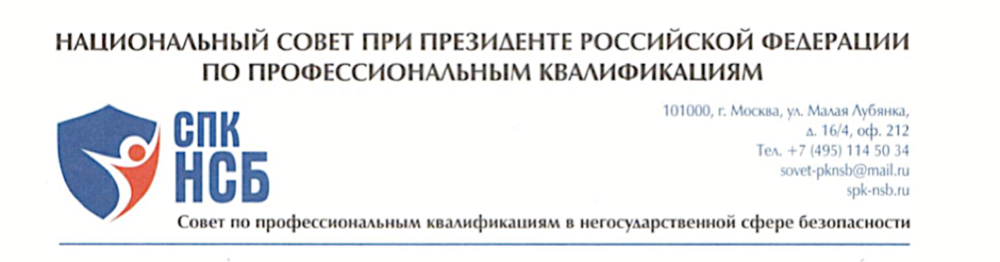 НАЦИОНАЛЬНЫЙ СОВЕТ ПРИ ПРЕЗИДЕНТЕ РОССИЙСКОЙ ФЕДЕРАЦИИ
ПО ПРОФЕССИОНАЛЬНЫМ КВАЛИФИКАЦИЯМ
СПК
НСБ
101000, г. Москва, ул. Малая Лубянка,
д. 16/4, оф. 212
Тел. +7 (495) 114 50 34
sovet-pknsb@mail.ru
spk-nsb.ru
Совет по профессиональным квалификациям в негосударственной сфере безопасности